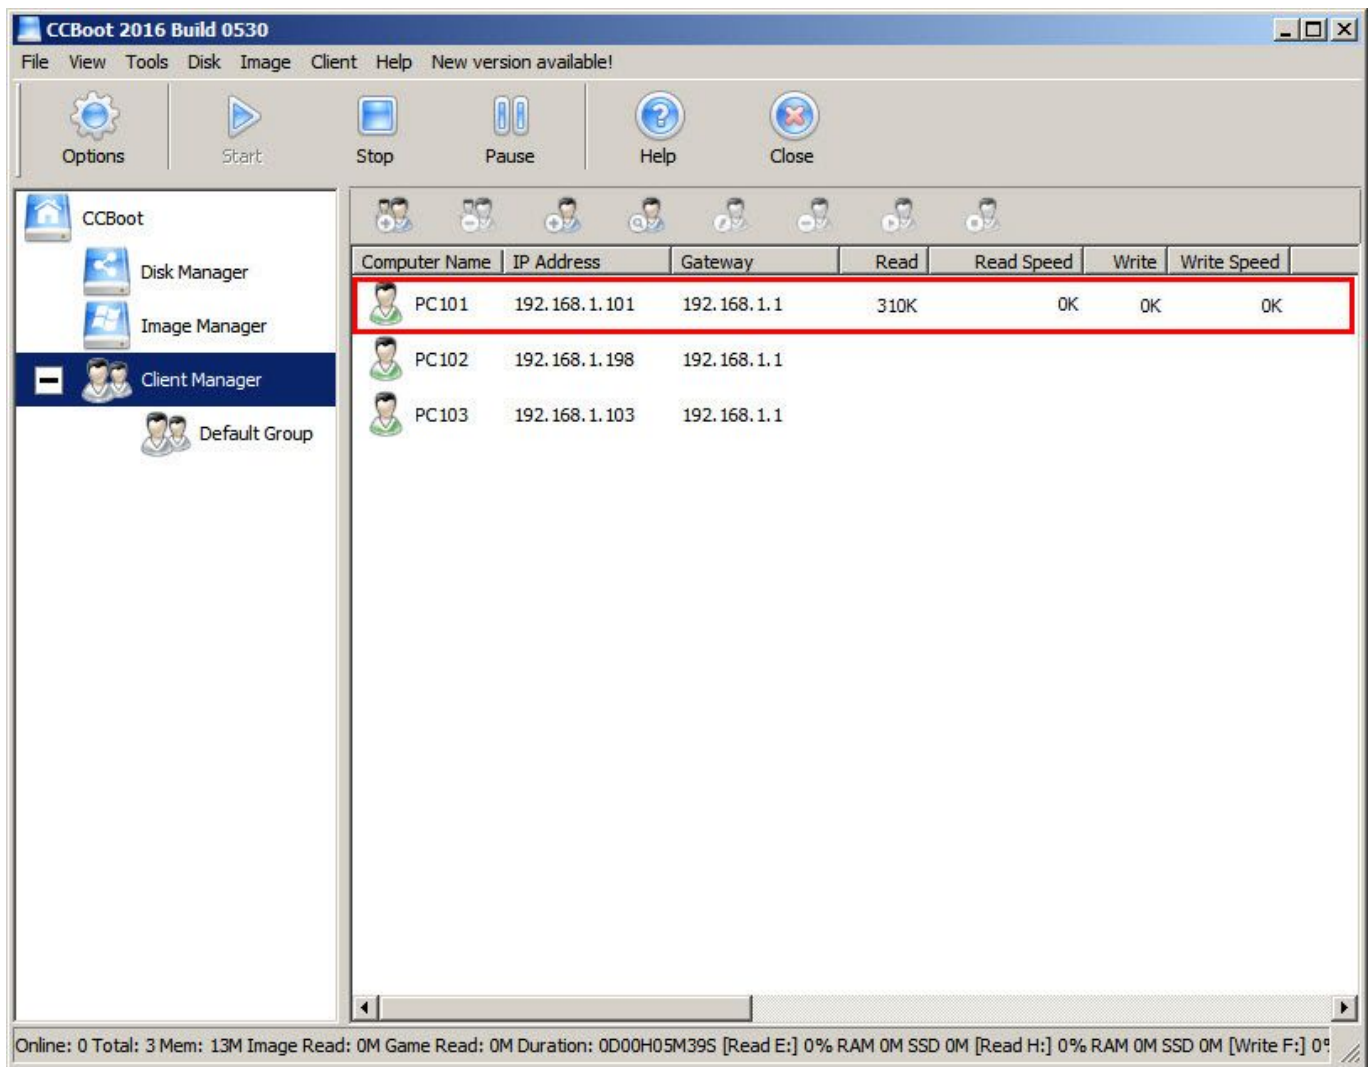 CCBoot 2016 Build 0530
File View Tools Disk Image Client Help New version available!
Options Start Stop Pause Help Close
CCBoot
Disk Manager
Image Manager
Client Manager
Default Group
Computer Name IP Address Gateway Read Read Speed Write Write Speed
PC101 192.168.1.101 192.168.1.1 310K 0K 0K 0K
PC102 192.168.1.198 192.168.1.1
PC103 192.168.1.103 192.168.1.1
Online: 0 Total: 3 Mem: 13M Image Read: 0M Game Read: 0M Duration: 0D00H05M39S [Read E:] 0% RAM 0M SSD 0M [Read H:] 0% RAM 0M SSD 0M [Write F:]